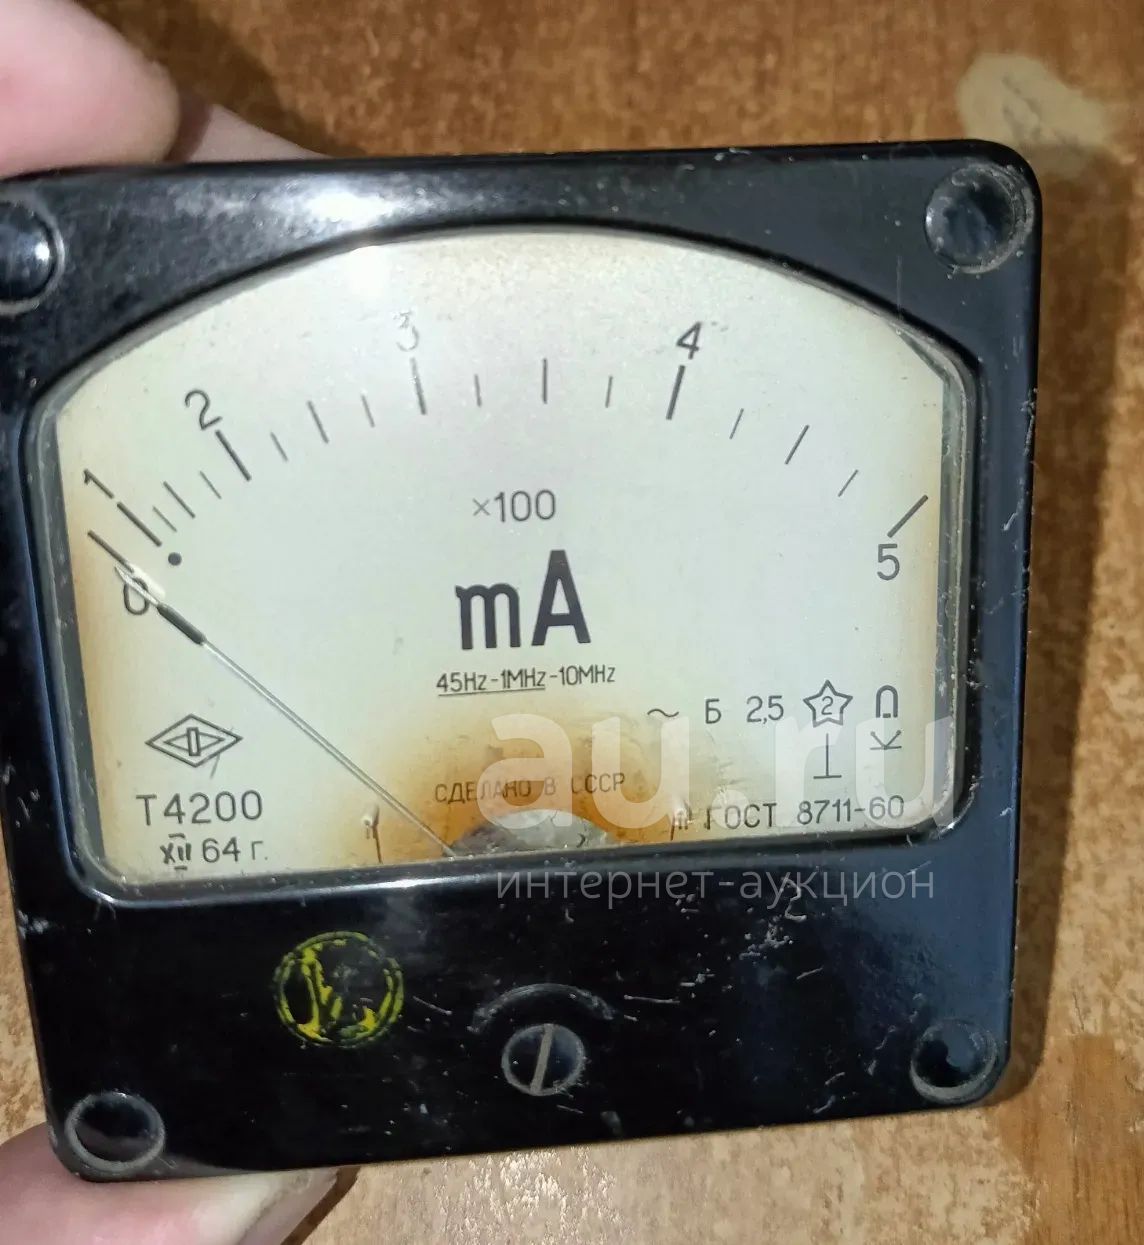 0 1 2 3 4 5
×100
mA
45Hz-1MHz-10MHz
~ Б 2,5 2
К
СДЕЛАНО В СССР
Т4200
ГОСТ 8711-60
XII 64 г.
au.ru
интернет-аукцион